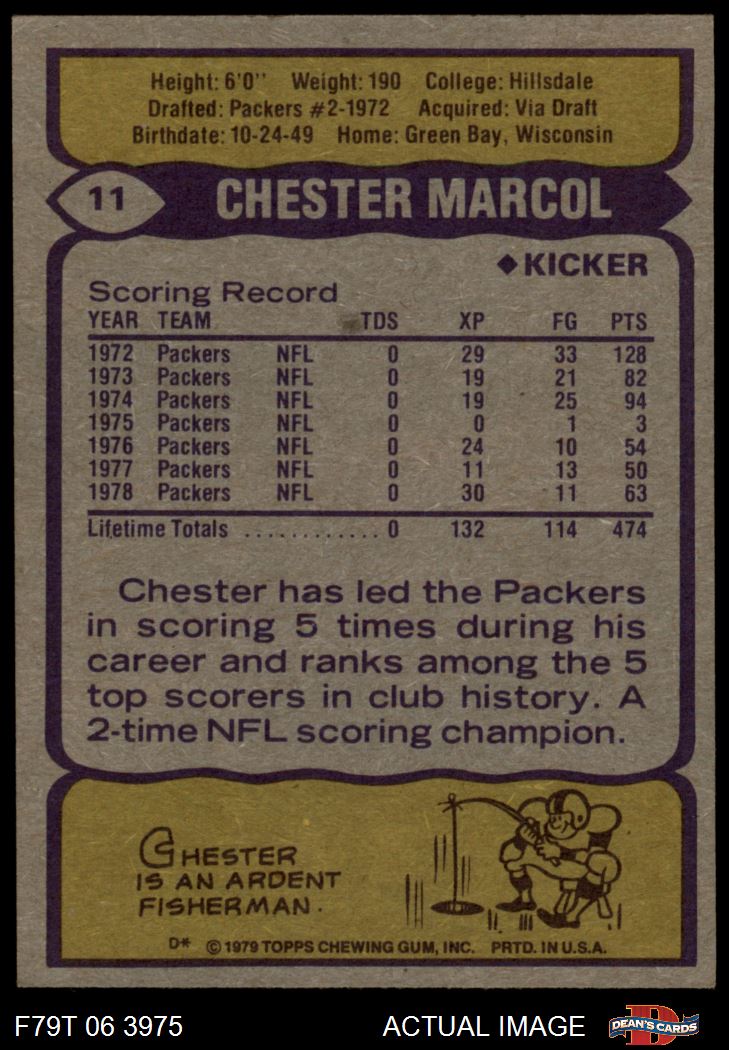 Height: 6'0" Weight: 190 College: Hillsdale
Drafted: Packers #2-1972 Acquired: Via Draft
Birthdate: 10-24-49 Home: Green Bay, Wisconsin
11 CHESTER MARCOL
◆KICKER
Scoring Record
YEAR TEAM TDS XP FG PTS
1972 Packers NFL 0 29 33 128
1973 Packers NFL 0 19 21 82
1974 Packers NFL 0 19 25 94
1975 Packers NFL 0 0 1 3
1976 Packers NFL 0 24 10 54
1977 Packers NFL 0 11 13 50
1978 Packers NFL 0 30 11 63
Lifetime Totals ............ 0 132 114 474
Chester has led the Packers
in scoring 5 times during his
career and ranks among the 5
top scorers in club history. A
2-time NFL scoring champion.
CHESTER
IS AN ARDENT
FISHERMAN.
D* © 1979 TOPPS CHEWING GUM, INC. PRTD. IN U.S.A.
F79T 06 3975 ACTUAL IMAGE D DEAN'S CARDS